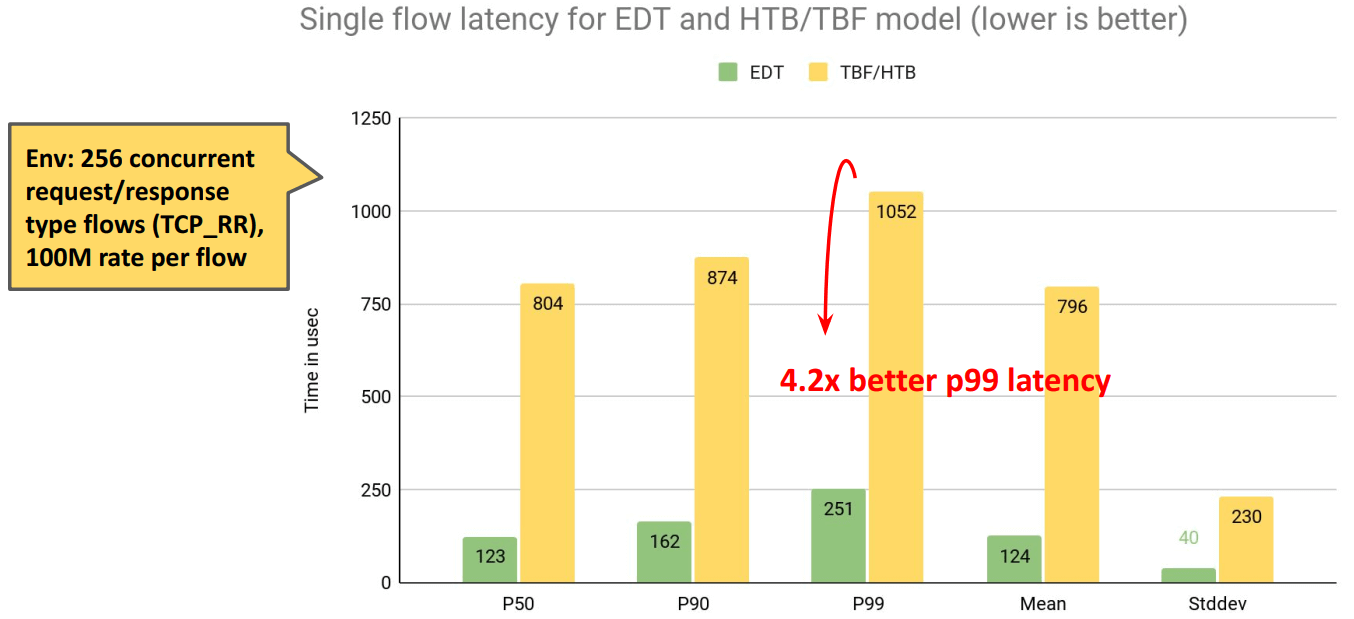 Single flow latency for EDT and HTB/TBF model (lower is better)
EDT
TBF/HTB
Env: 256 concurrent
request/response
type flows (TCP_RR),
100M rate per flow
Time in usec
1250
1000
750
500
250
0
123
804
162
874
251
1052
124
796
40
230
4.2x better p99 latency
P50
P90
P99
Mean
Stddev